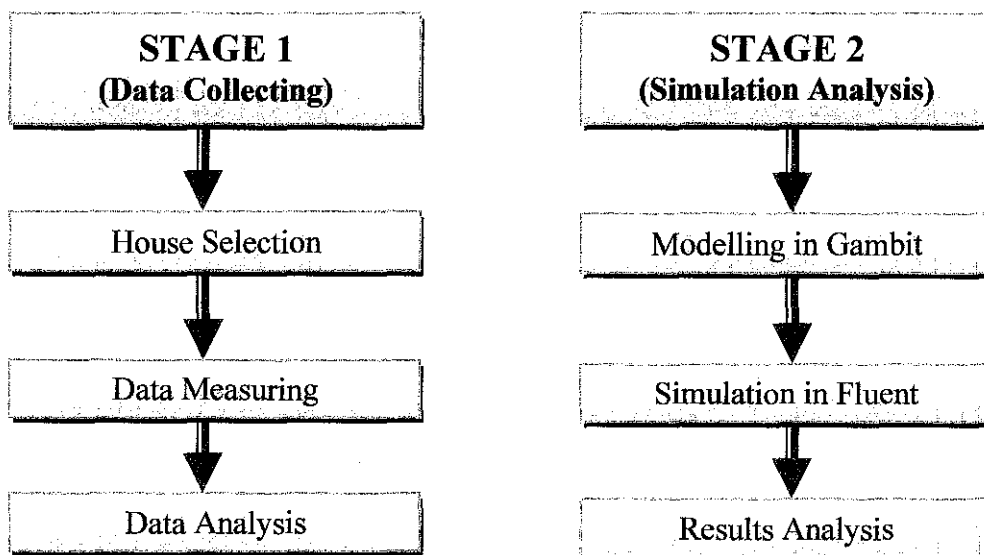 STAGE 1
(Data Collecting)
House Selection
Data Measuring
Data Analysis
STAGE 2
(Simulation Analysis)
Modelling in Gambit
Simulation in Fluent
Results Analysis